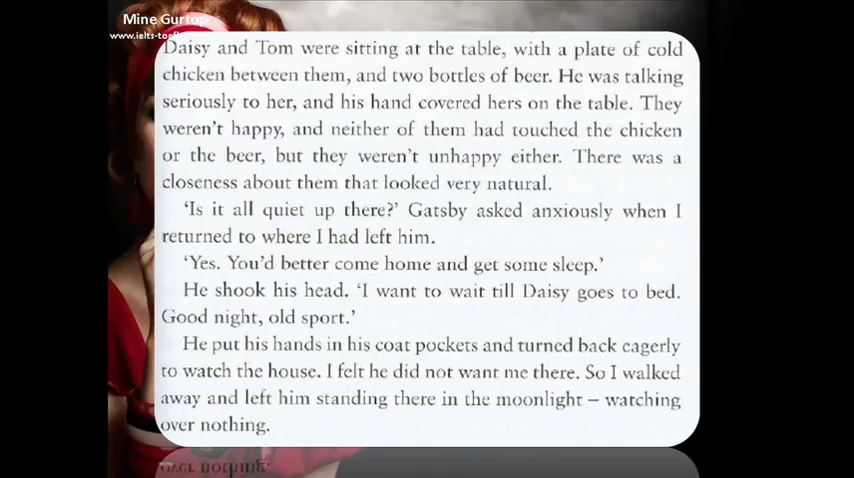 Mine Gurtop
Daisy and Tom were sitting at the table, with a plate of cold
chicken between them, and two bottles of beer. He was talking
seriously to her, and his hand covered hers on the table. They
weren't happy, and neither of them had touched the chicken
or the beer, but they weren't unhappy either. There was a
closeness about them that looked very natural.
'Is it all quiet up there?' Gatsby asked anxiously when I
returned to where I had left him.
'Yes. You'd better come home and get some sleep.'
He shook his head. 'I want to wait till Daisy goes to bed.
Good night, old sport.'
He put his hands in his coat pockets and turned back eagerly
to watch the house. I felt he did not want me there. So I walked
away and left him standing there in the moonlight – watching
over nothing.